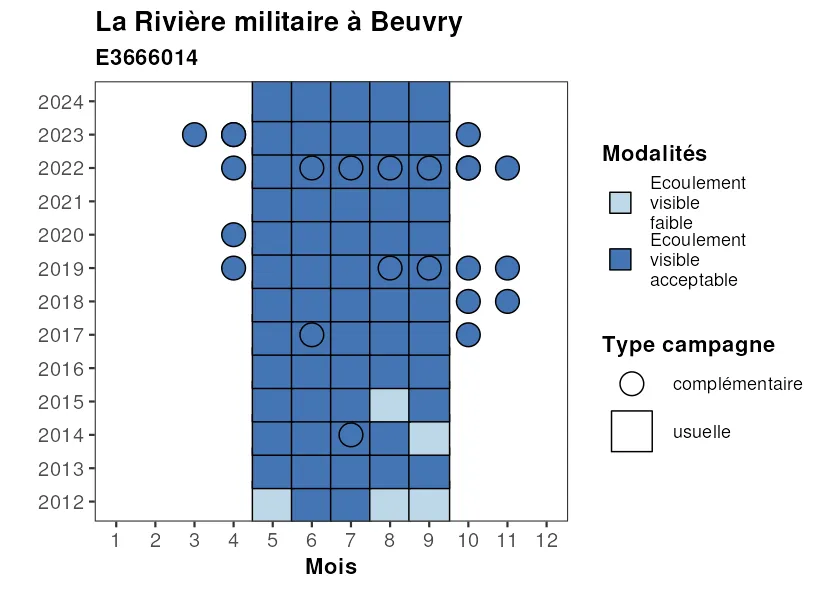 La Rivière militaire à Beuvry
E3666014
2024
2023
2022
2021
2020
2019
2018
2017
2016
2015
2014
2013
2012
1 2 3 4 5 6 7 8 9 10 11 12
Mois
Modalités
Ecoulement
visible
faible
Ecoulement
visible
acceptable
Type campagne
complémentaire
usuelle